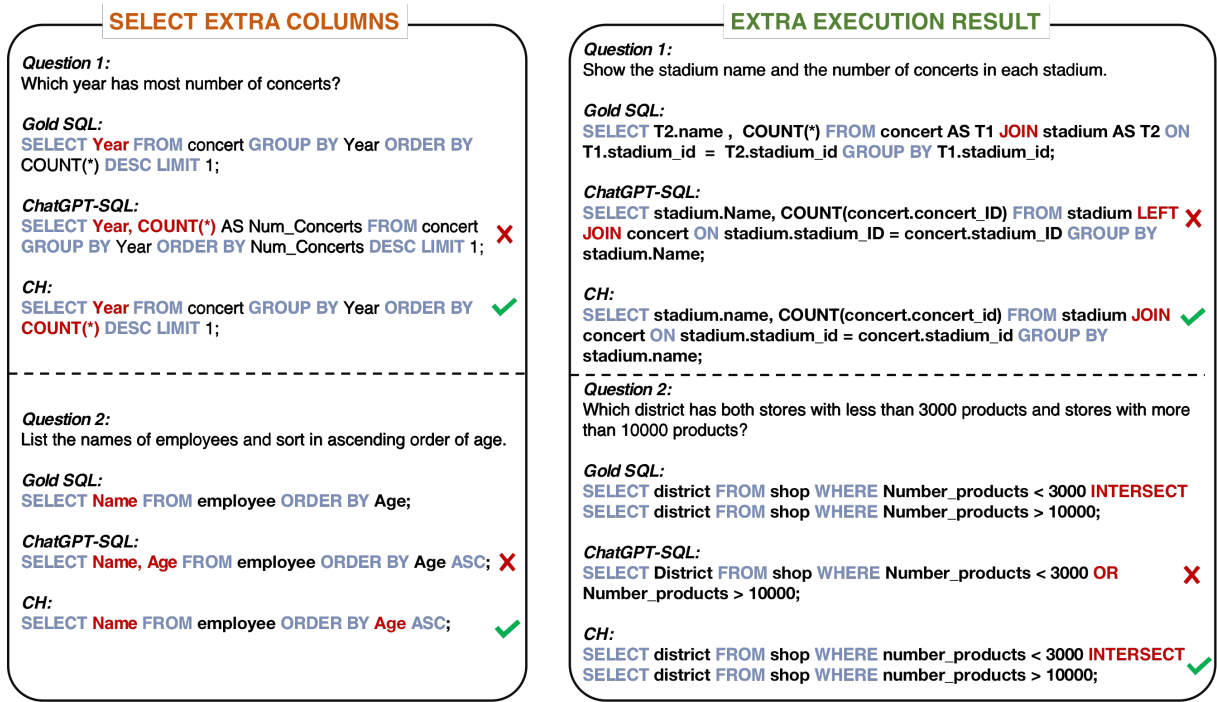 SELECT EXTRA COLUMNS
Question 1:
Which year has most number of concerts?
Gold SQL:
SELECT Year FROM concert GROUP BY Year ORDER BY
COUNT(*) DESC LIMIT 1;
ChatGPT-SQL:
SELECT Year, COUNT(*) AS Num_Concerts FROM concert
GROUP BY Year ORDER BY Num_Concerts DESC LIMIT 1;
CH:
SELECT Year FROM concert GROUP BY Year ORDER BY
COUNT(*) DESC LIMIT 1;
Question 2:
List the names of employees and sort in ascending order of age.
Gold SQL:
SELECT Name FROM employee ORDER BY Age;
ChatGPT-SQL:
SELECT Name, Age FROM employee ORDER BY Age ASC;
CH:
SELECT Name FROM employee ORDER BY Age ASC;
EXTRA EXECUTION RESULT
Question 1:
Show the stadium name and the number of concerts in each stadium.
Gold SQL:
SELECT T2.name , COUNT(*) FROM concert AS T1 JOIN stadium AS T2 ON
T1.stadium_id = T2.stadium_id GROUP BY T1.stadium_id;
ChatGPT-SQL:
SELECT stadium.Name, COUNT(concert.concert_ID) FROM stadium LEFT
JOIN concert ON stadium.stadium_ID = concert.stadium_ID GROUP BY
stadium.Name;
CH:
SELECT stadium.name, COUNT(concert.concert_id) FROM stadium JOIN
concert ON stadium.stadium_id = concert.stadium_id GROUP BY
stadium.name;
Question 2:
Which district has both stores with less than 3000 products and stores with more
than 10000 products?
Gold SQL:
SELECT district FROM shop WHERE Number_products < 3000 INTERSECT
SELECT district FROM shop WHERE Number_products > 10000;
ChatGPT-SQL:
SELECT District FROM shop WHERE Number_products < 3000 OR
Number_products > 10000;
CH:
SELECT district FROM shop WHERE number_products < 3000 INTERSECT
SELECT district FROM shop WHERE number_products > 10000;